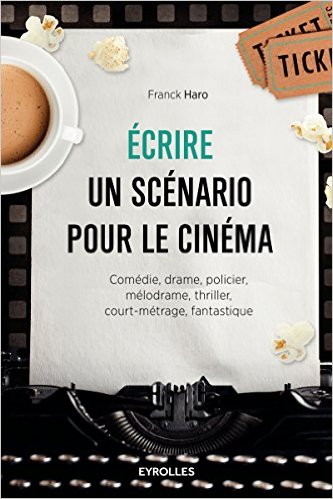 TICKET
TICK
Franck Haro
ÉCRIRE
UN SCÉNARIO
POUR LE CINÉMA
Comédie, drame, policier,
mélodrame, thriller,
court-métrage, fantastique
EYROLLES